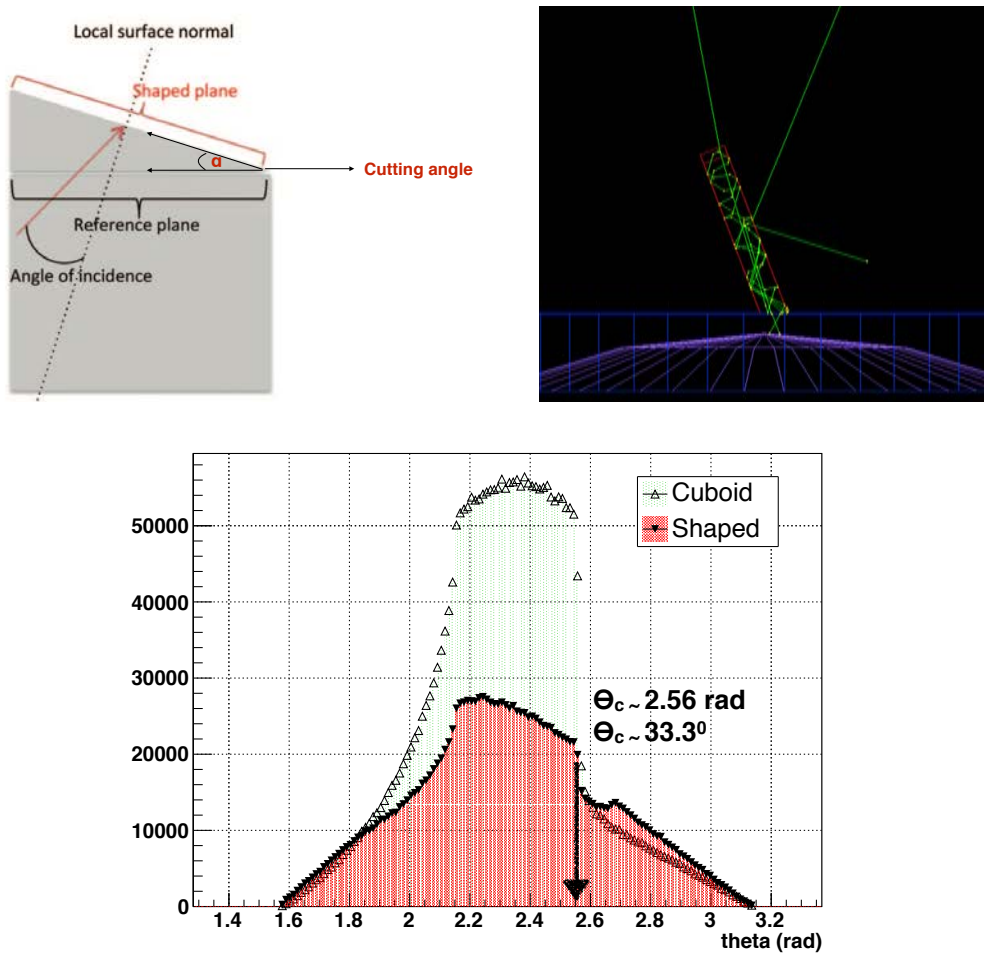 Local surface normal
Shaped plane
α
Cutting angle
Reference plane
Angle of incidence
Cuboid
Shaped
50000
40000
30000
20000
10000
0
Θc ~ 2.56 rad
Θc ~ 33.3⁰
1.4 1.6 1.8 2 2.2 2.4 2.6 2.8 3 3.2
theta (rad)